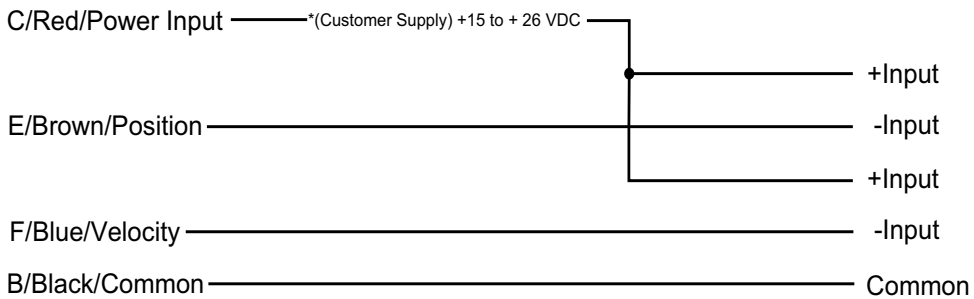 C/Red/Power Input *(Customer Supply) +15 to + 26 VDC
+Input
E/Brown/Position -Input
+Input
F/Blue/Velocity -Input
B/Black/Common Common